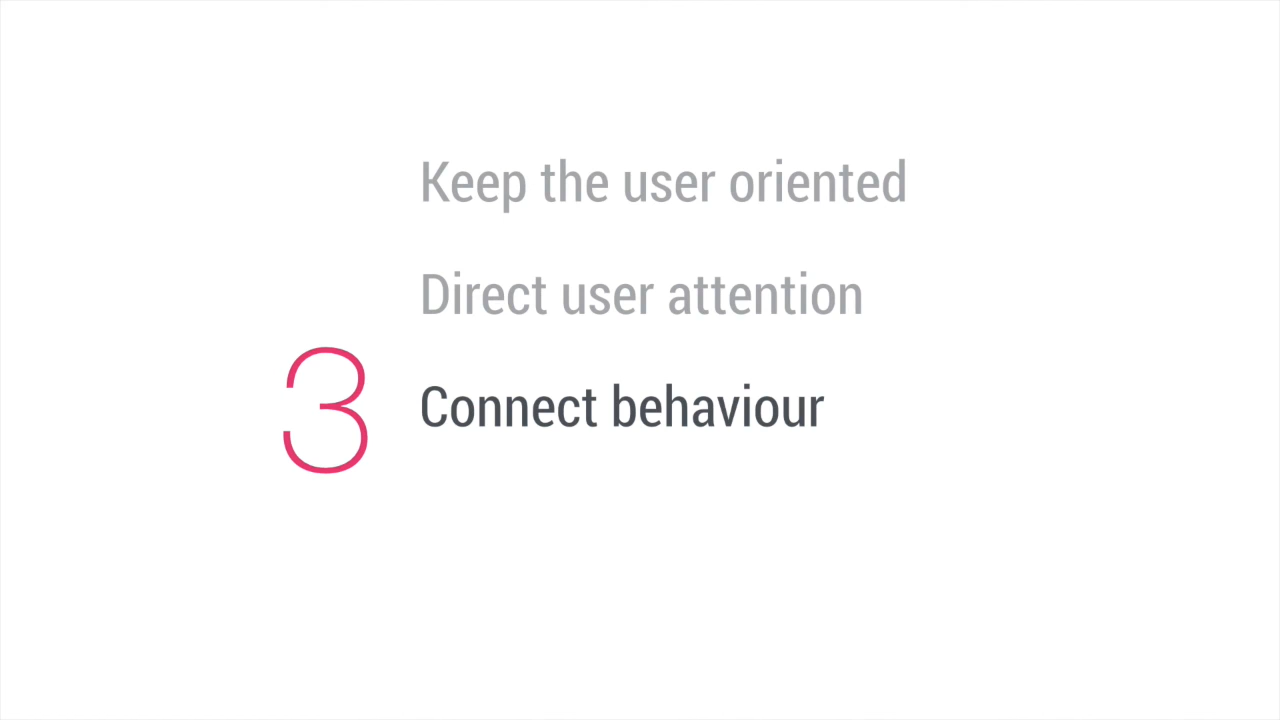 Keep the user oriented
Direct user attention
3 Connect behaviour